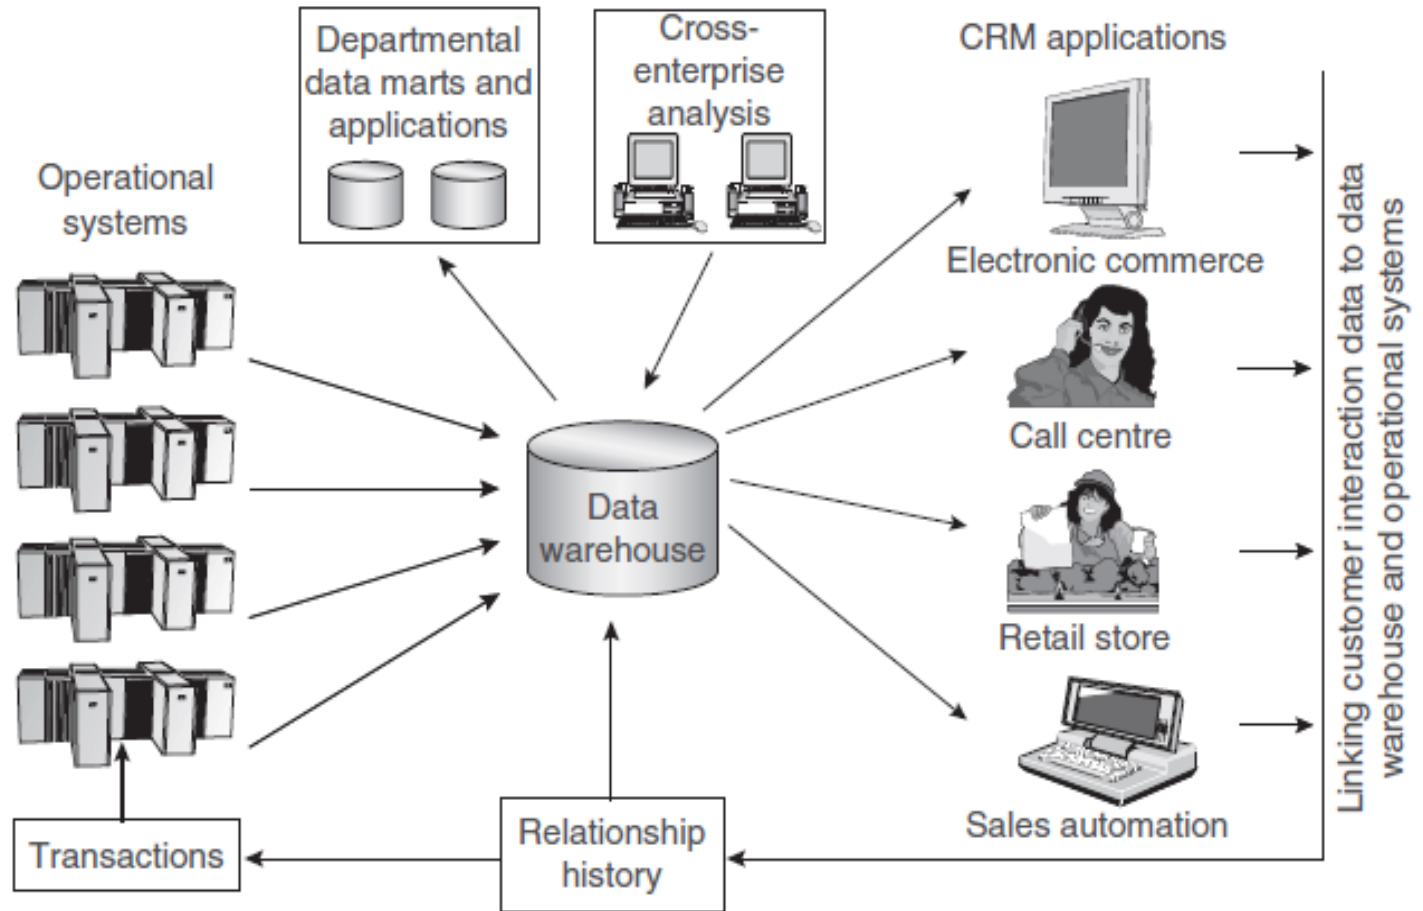 Operational
systems
Departmental
data marts and
applications
Cross-
enterprise
analysis
CRM applications
Electronic commerce
Call centre
Retail store
Sales automation
Data
warehouse
Transactions
Relationship
history
Linking customer interaction data to data
warehouse and operational systems